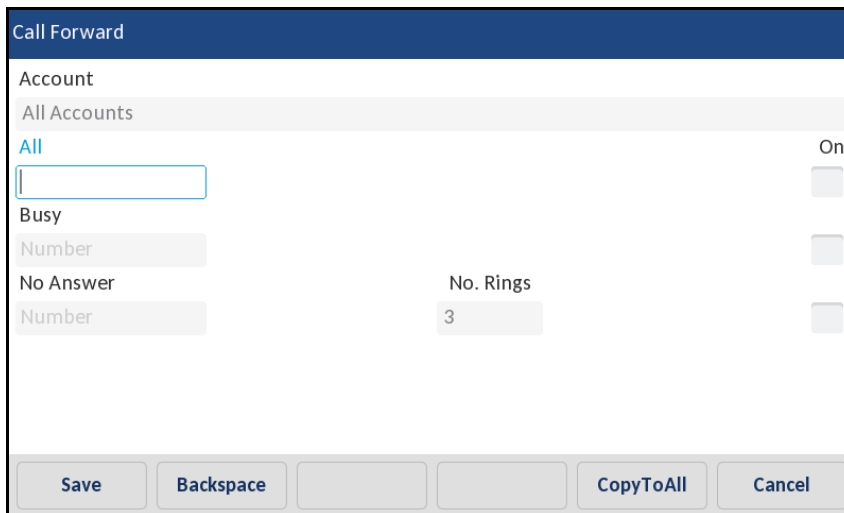 Call Forward
Account
All Accounts
All On
Busy
Number
No Answer No. Rings
Number 3
Save Backspace CopyToAll Cancel